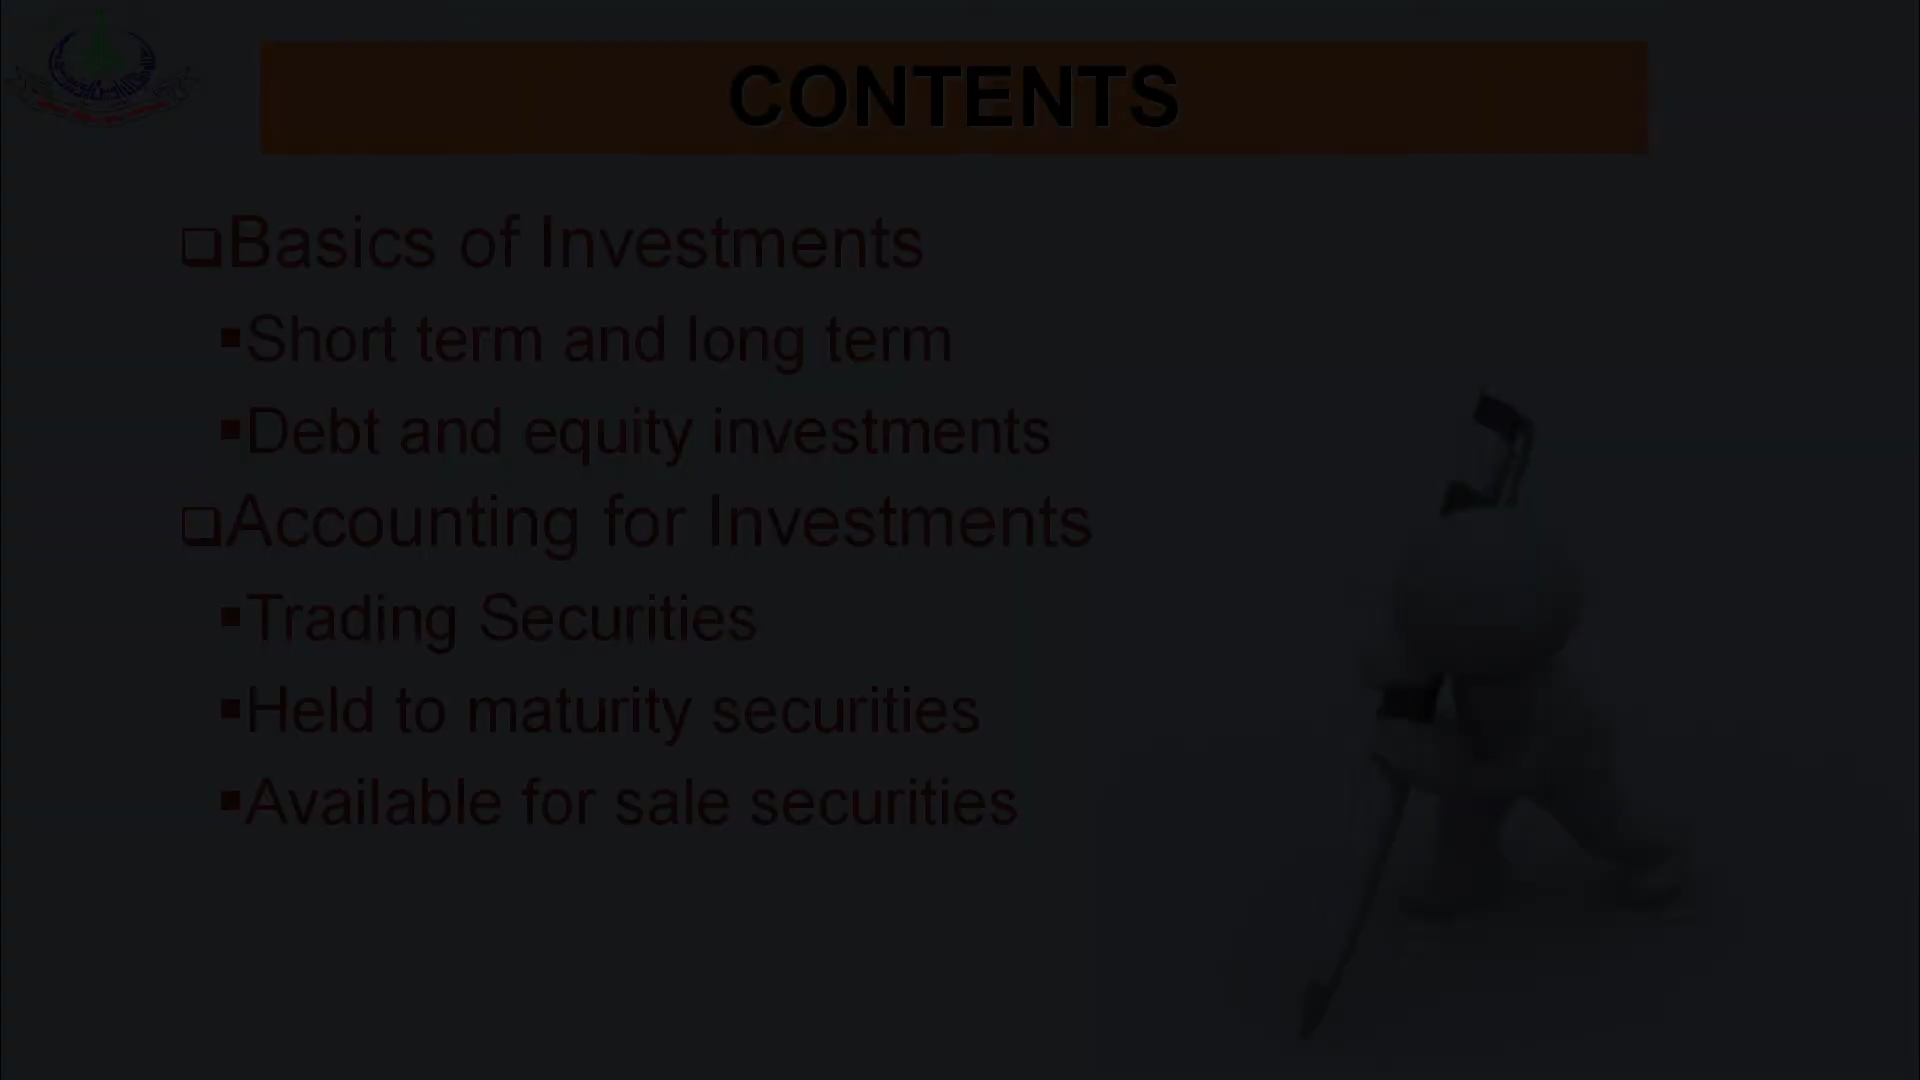 CONTENTS
Basics of Investments
Short term and long term
Debt and equity investments
Accounting for Investments
Trading Securities
Held to maturity securities
Available for sale securities